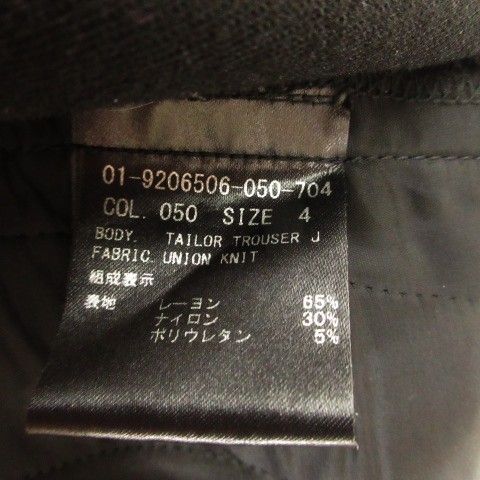 01-9206506-050-704
COL. 050 SIZE 4
BODY. TAILOR TROUSER J
FABRIC. UNION KNIT
組成表示
表地 レーヨン 65%
ナイロン 30%
ポリウレタン 5%